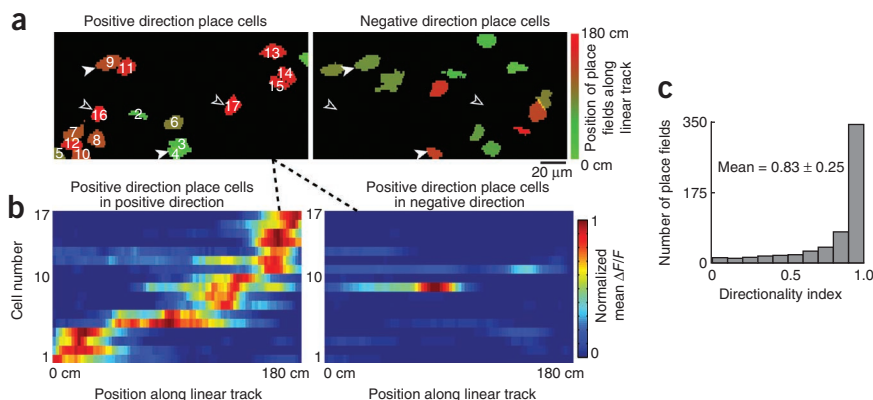 a
Positive direction place cells
Negative direction place cells
9
11
13
14
15
16
2
6
17
7
12
8
3
4
5
10
180 cm
Position of place
fields along
linear track
0 cm
20 µm
b
Positive direction place cells
in positive direction
Positive direction place cells
in negative direction
Cell number
17
10
1
17
10
1
0 cm
180 cm
0 cm
180 cm
Position along linear track
Position along linear track
1
0
Normalized
mean ΔF/F
c
Number of place fields
350
175
0
Mean = 0.83 ± 0.25
0
0.5
1.0
Directionality index